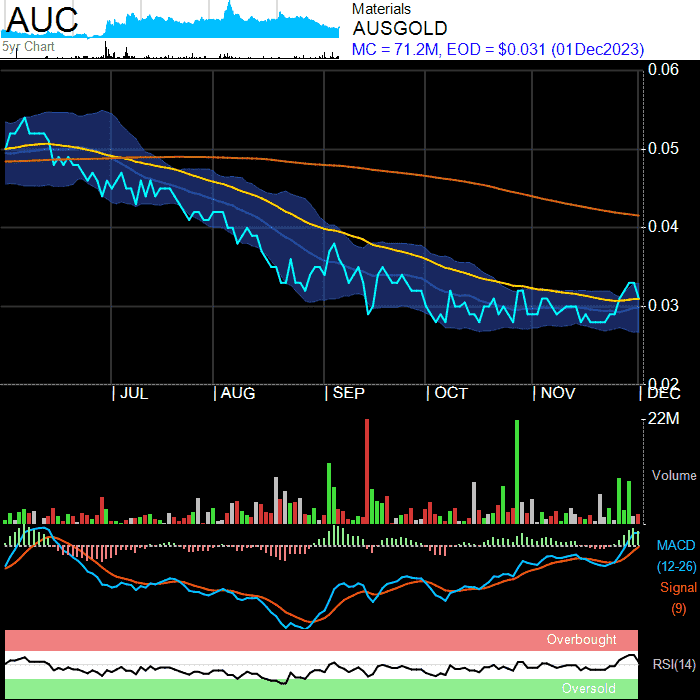 AUC
5yr Chart
Materials
AUSGOLD
MC = 71.2M, EOD = $0.031 (01Dec2023)
0.06
0.05
0.04
0.03
0.02
JUL AUG SEP OCT NOV DEC
22M
Volume
MACD
(12-26)
Signal
(9)
Overbought
RSI(14)
Oversold